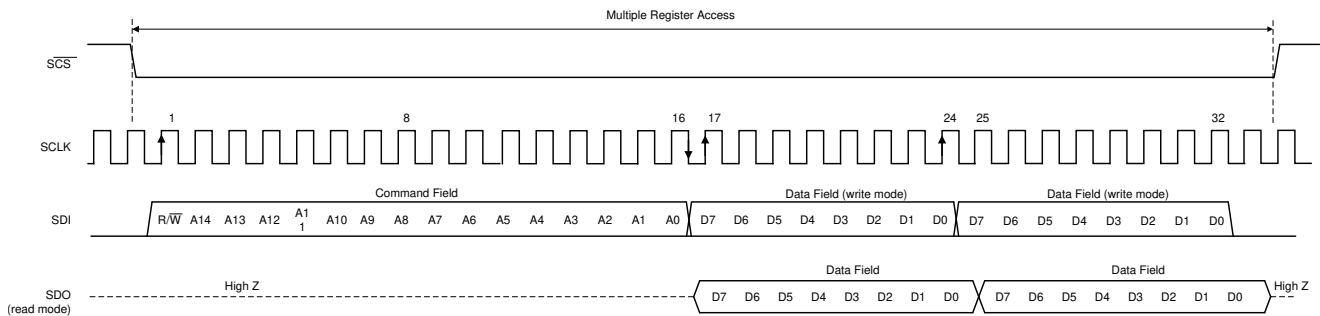 Multiple Register Access
SCS
1 8 16 17 24 25 32
SCLK
Command Field Data Field (write mode) Data Field (write mode)
SDI R/W A14 A13 A12 A11 A10 A9 A8 A7 A6 A5 A4 A3 A2 A1 A0 D7 D6 D5 D4 D3 D2 D1 D0 D7 D6 D5 D4 D3 D2 D1 D0
Data Field Data Field
High Z High Z
SDO D7 D6 D5 D4 D3 D2 D1 D0 D7 D6 D5 D4 D3 D2 D1 D0
(read mode)